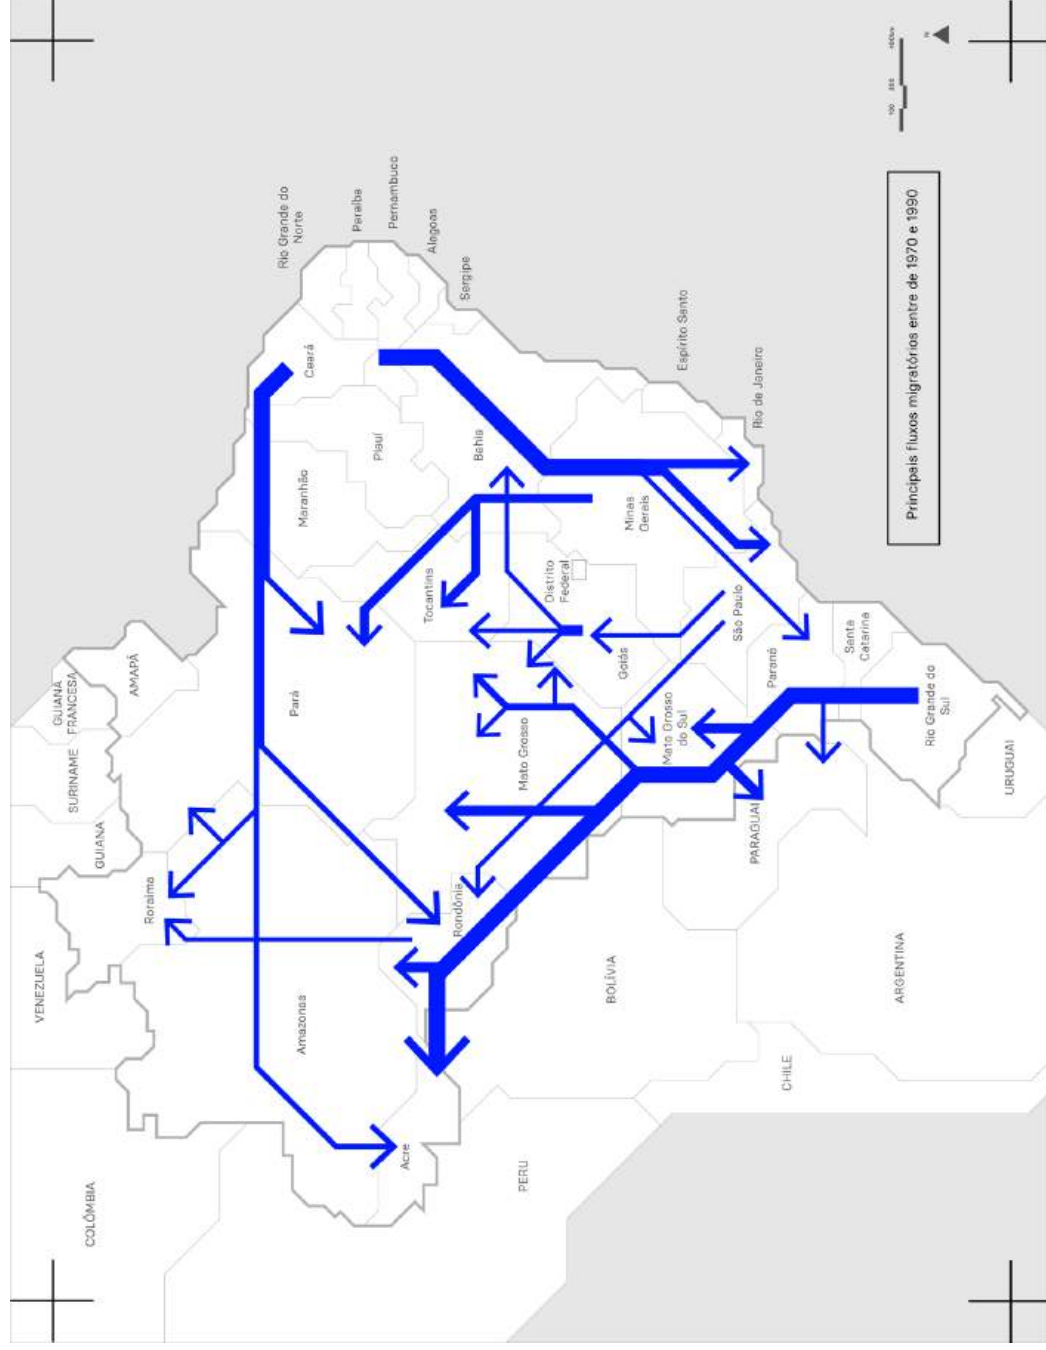 VENEZUELA
GUIANA
FRANCESA
SURINAME
COLÔMBIA
GUIANA
AMAPÁ
Roraima
Rio Grande do
Norte
Amazonas
Pará
Maranhão
Ceará
Paraíba
Piauí
Pernambuco
Acre
Tocantins
Alagoas
Rondônia
Sergipe
Bahia
PERU
Mato Grosso
Distrito
Federal
BOLÍVIA
Goiás
Minas
Gerais
Mato Grosso
do Sul
Espírito Santo
São Paulo
PARAGUAI
Rio de Janeiro
Paraná
CHILE
Santa
Catarina
ARGENTINA
Rio Grande do
Sul
URUGUAI
Principais fluxos migratórios entre de 1970 e 1990
100
N